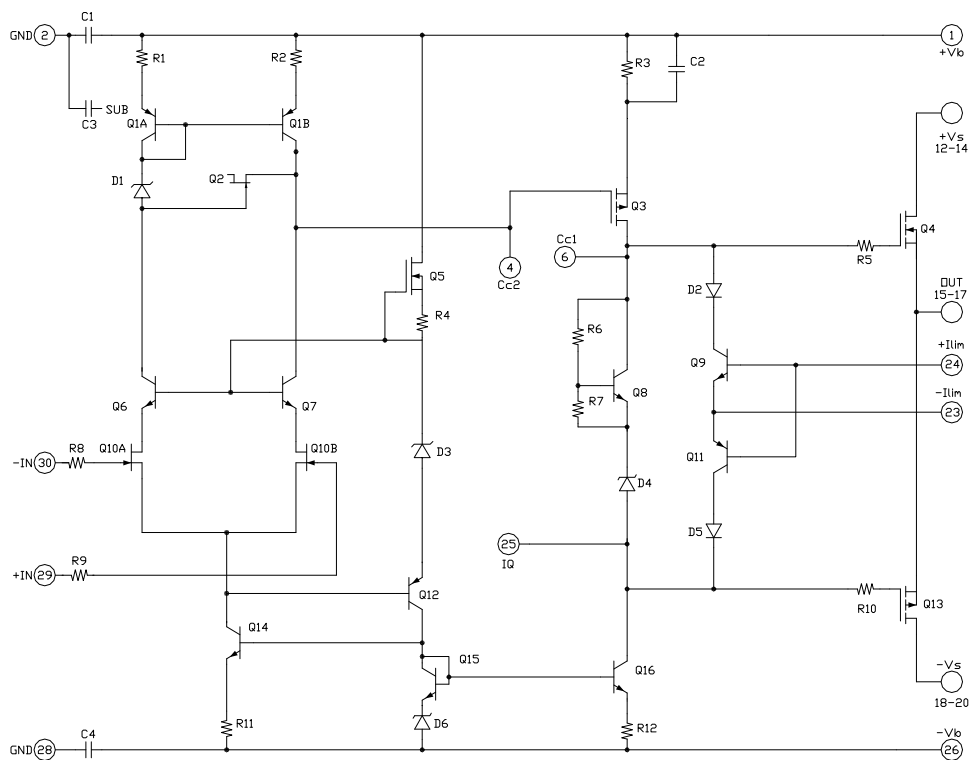 C1
GND 2
1
+Vb
R1
R2
R3
C2
SUB
C3
Q1A
Q1B
+Vs
12-14
D1
Q2
Q3
Q4
Cc1
6
R5
4
Cc2
Q5
D2
OUT
15-17
R4
R6
+Ilim
24
Q9
Q6
Q7
R7
Q8
-Ilim
23
-IN 30
R8
Q10A
Q10B
D3
Q11
D4
25
IQ
D5
+IN 29
R9
Q12
R10
Q13
Q14
Q15
Q16
-Vs
18-20
R11
D6
R12
C4
GND 28
-Vb
26